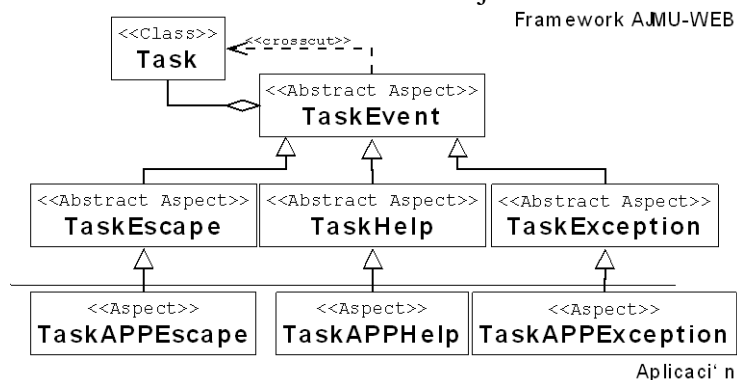 Framework AJMU-WEB
<<Class>>
Task
<<crosscut>>
<<Abstract Aspect>>
TaskEvent
<<Abstract Aspect>> <<Abstract Aspect>> <<Abstract Aspect>>
TaskEscape TaskHelp TaskException
<<Aspect>> <<Aspect>> <<Aspect>>
TaskAPPEscape TaskAPPHelp TaskAPPException
Aplicaci‘n